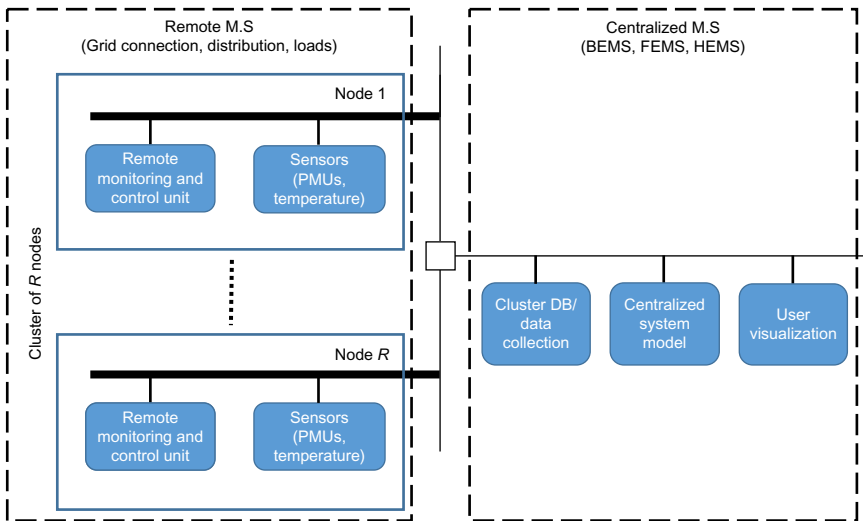 Remote M.S
(Grid connection, distribution, loads)
Cluster of R nodes
Node 1
Remote
monitoring and
control unit
Sensors
(PMUs,
temperature)
Node R
Remote
monitoring and
control unit
Sensors
(PMUs,
temperature)
Centralized M.S
(BEMS, FEMS, HEMS)
Cluster DB/
data
collection
Centralized
system
model
User
visualization